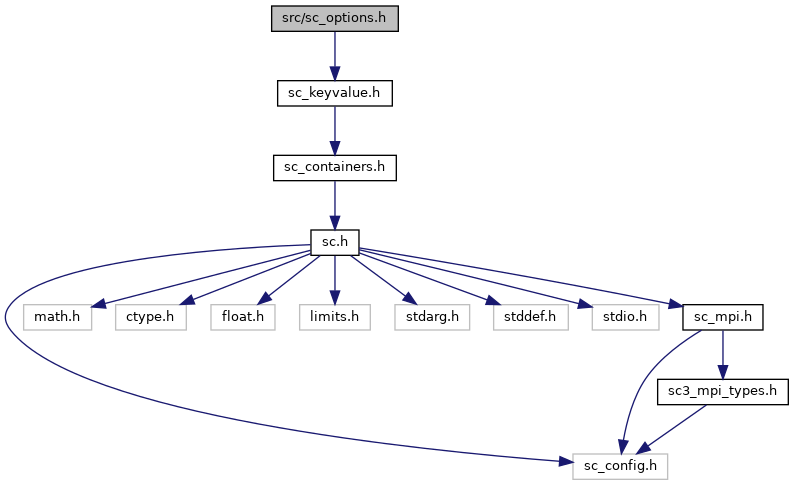 src/sc_options.h
sc_keyvalue.h
sc_containers.h
sc.h
math.h
ctype.h
float.h
limits.h
stdarg.h
stddef.h
stdio.h
sc_mpi.h
sc3_mpi_types.h
sc_config.h